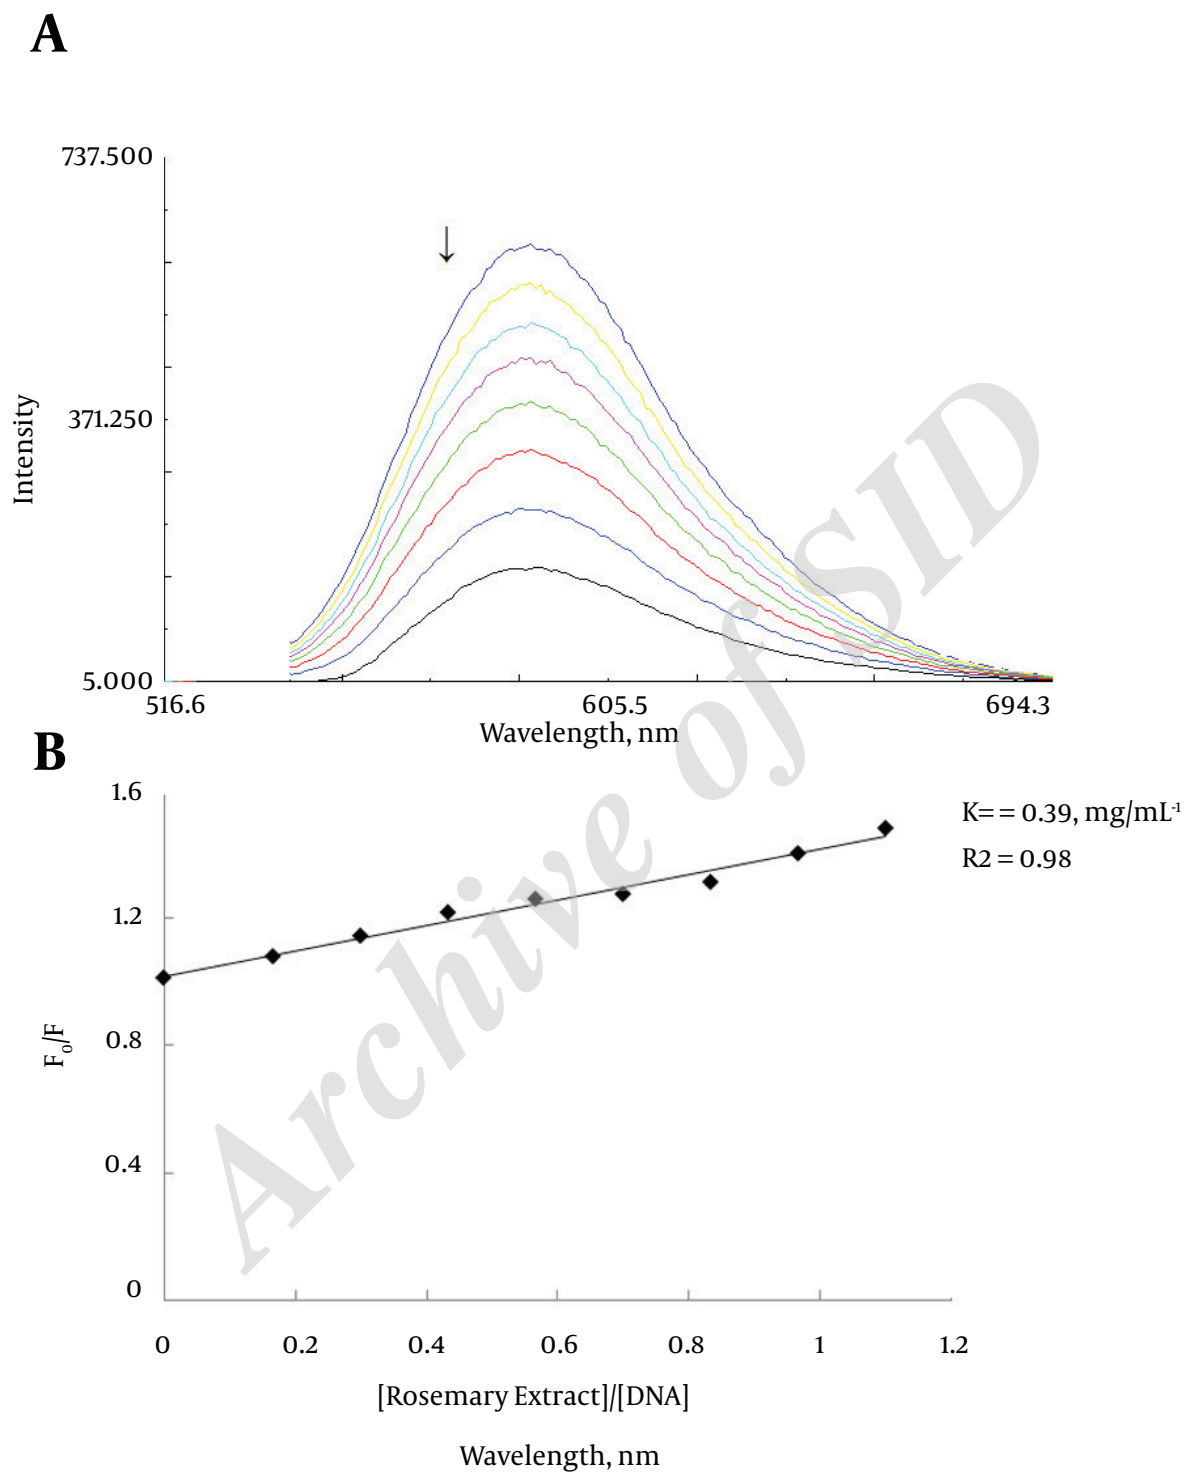 A
737.500
371.250
5.000
Intensity
516.6
605.5
694.3
Wavelength, nm
B
1.6
1.2
0.8
0.4
0
F0/F
K= = 0.39, mg/mL-1
R2 = 0.98
0
0.2
0.4
0.6
0.8
1
1.2
[Rosemary Extract]/[DNA]
Wavelength, nm
Archive of SID